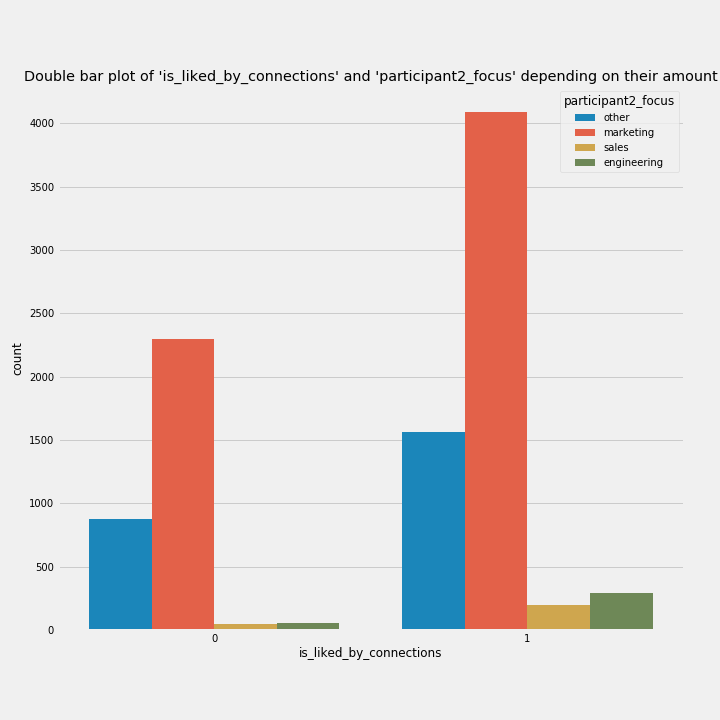 Double bar plot of 'is_liked_by_connections' and 'participant2_focus' depending on their amount
participant2_focus
other
marketing
sales
engineering
4000
3500
3000
2500
2000
1500
1000
500
0
count
0 1
is_liked_by_connections